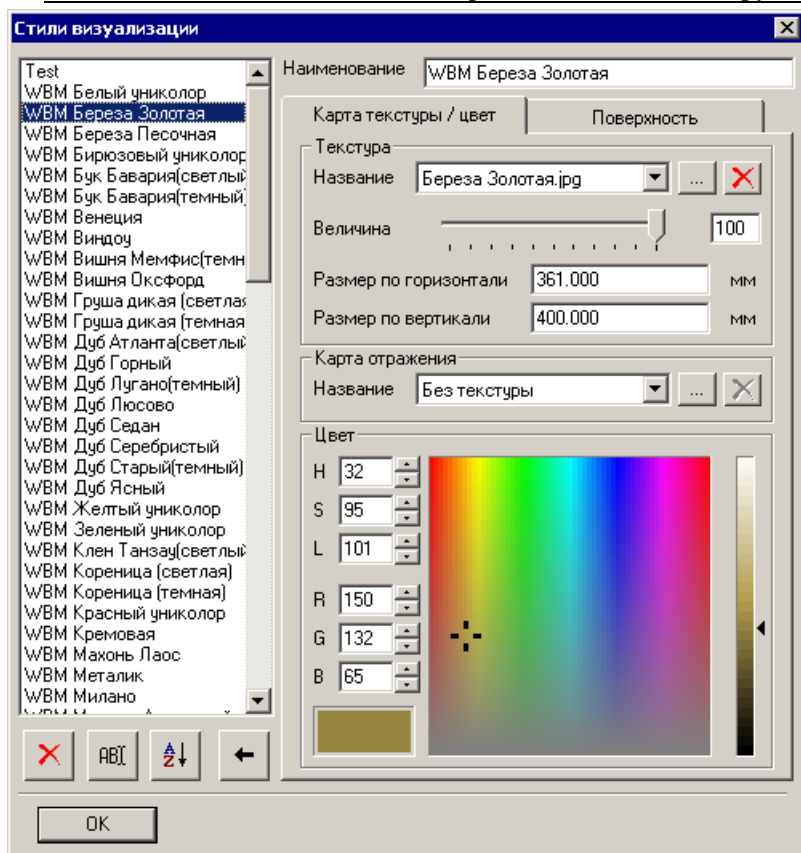 Стили визуализации
Test
WBM Белый униколор
WBM Береза Золотая
WBM Береза Песочная
WBM Бирюзовый униколор
WBM Бук Бавария(светлый
WBM Бук Бавария(темный)
WBM Венеция
WBM Виндоу
WBM Вишня Мемфис(темн
WBM Вишня Оксфорд
WBM Груша дикая (светлая
WBM Груша дикая (темная
WBM Дуб Атланта(светлый
WBM Дуб Горный
WBM Дуб Лугано(темный)
WBM Дуб Люсово
WBM Дуб Седан
WBM Дуб Серебристый
WBM Дуб Старый(темный)
WBM Дуб Ясный
WBM Желтый униколор
WBM Зеленый униколор
WBM Клен Танзау(светлый
WBM Кореница (светлая)
WBM Кореница (темная)
WBM Красный униколор
WBM Кремовая
WBM Махонь Лаос
WBM Металик
WBM Милано
ABI
AZ
OK
Наименование WBM Береза Золотая
Карта текстуры / цвет Поверхность
Текстура
Название Береза Золотая.jpg ...
Величина 100
Размер по горизонтали 361.000 мм
Размер по вертикали 400.000 мм
Карта отражения
Название Без текстуры ...
Цвет
H 32
S 95
L 101
R 150
G 132
B 65